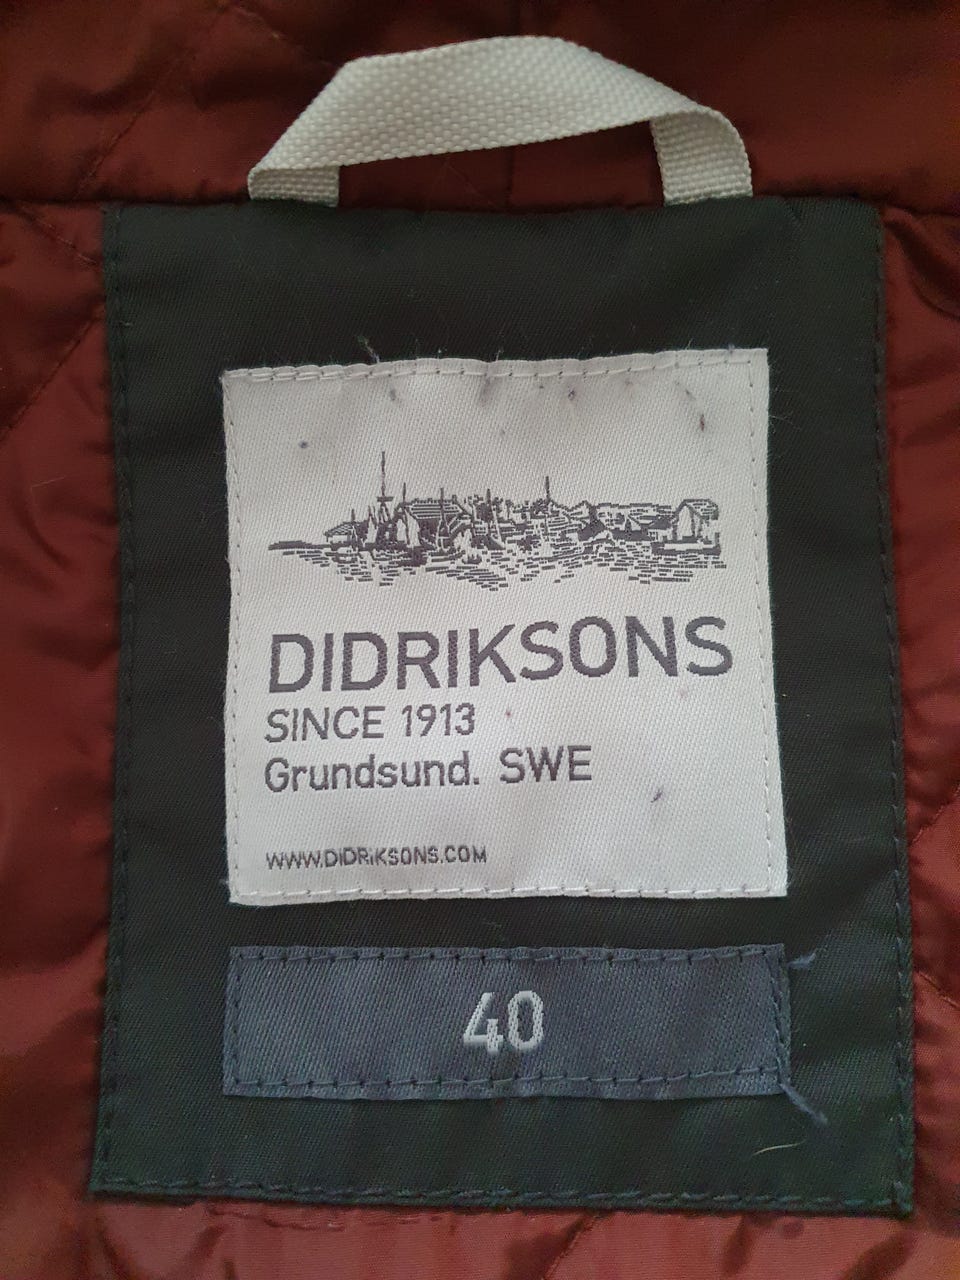 DIDRIKSONS
SINCE 1913
Grundsund. SWE
WWW.DIDRIKSONS.COM
40